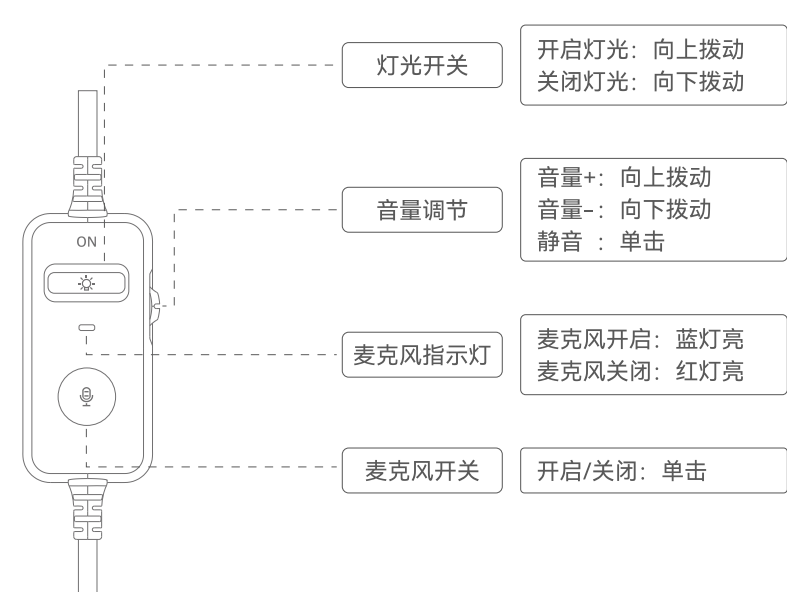 灯光开关
开启灯光：向上拨动
关闭灯光：向下拨动
音量调节
音量+：向上拨动
音量-：向下拨动
静音 ：单击
ON
麦克风指示灯
麦克风开启：蓝灯亮
麦克风关闭：红灯亮
麦克风开关
开启/关闭：单击